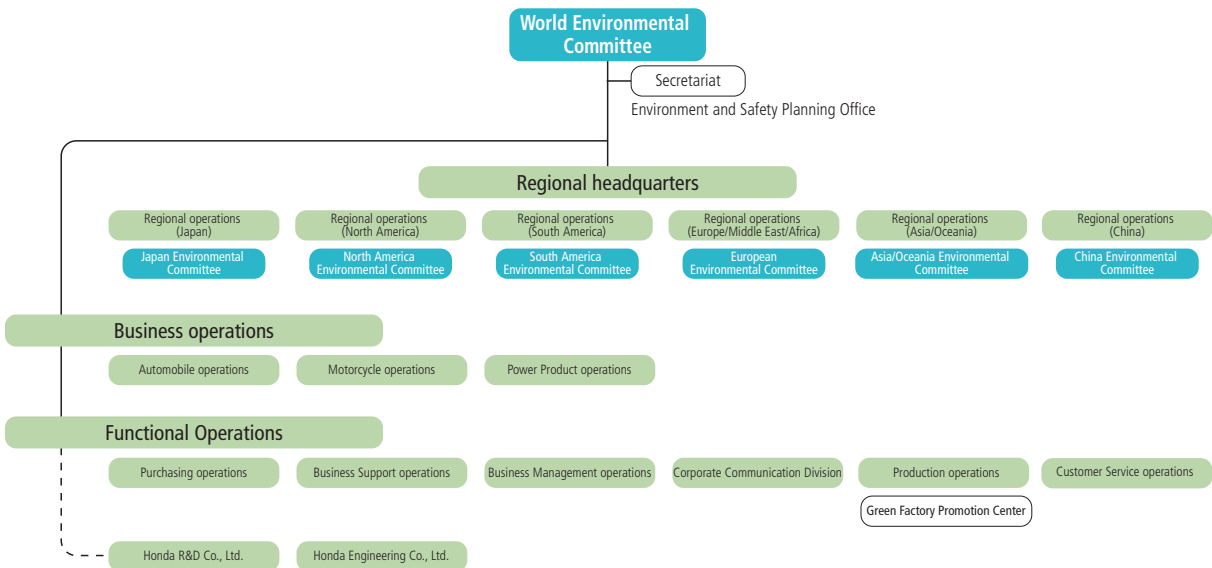 World Environmental
Committee
Secretariat
Environment and Safety Planning Office
Regional headquarters
Regional operations
(Japan)
Regional operations
(North America)
Regional operations
(South America)
Regional operations
(Europe/Middle East/Africa)
Regional operations
(Asia/Oceania)
Regional operations
(China)
Japan Environmental
Committee
North America
Environmental Committee
South America
Environmental Committee
European
Environmental Committee
Asia/Oceania Environmental
Committee
China Environmental
Committee
Business operations
Automobile operations
Motorcycle operations
Power Product operations
Functional Operations
Purchasing operations
Business Support operations
Business Management operations
Corporate Communication Division
Production operations
Customer Service operations
Green Factory Promotion Center
Honda R&D Co., Ltd.
Honda Engineering Co., Ltd.